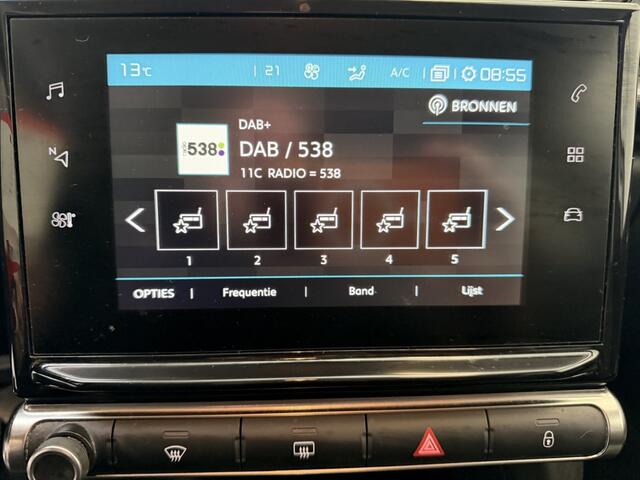 13°C 21 A/C 08:55
BRONNEN
N
DAB+
radio 538
DAB / 538
11C RADIO = 538
1 2 3 4 5
OPTIES Frequentie Band Lijst